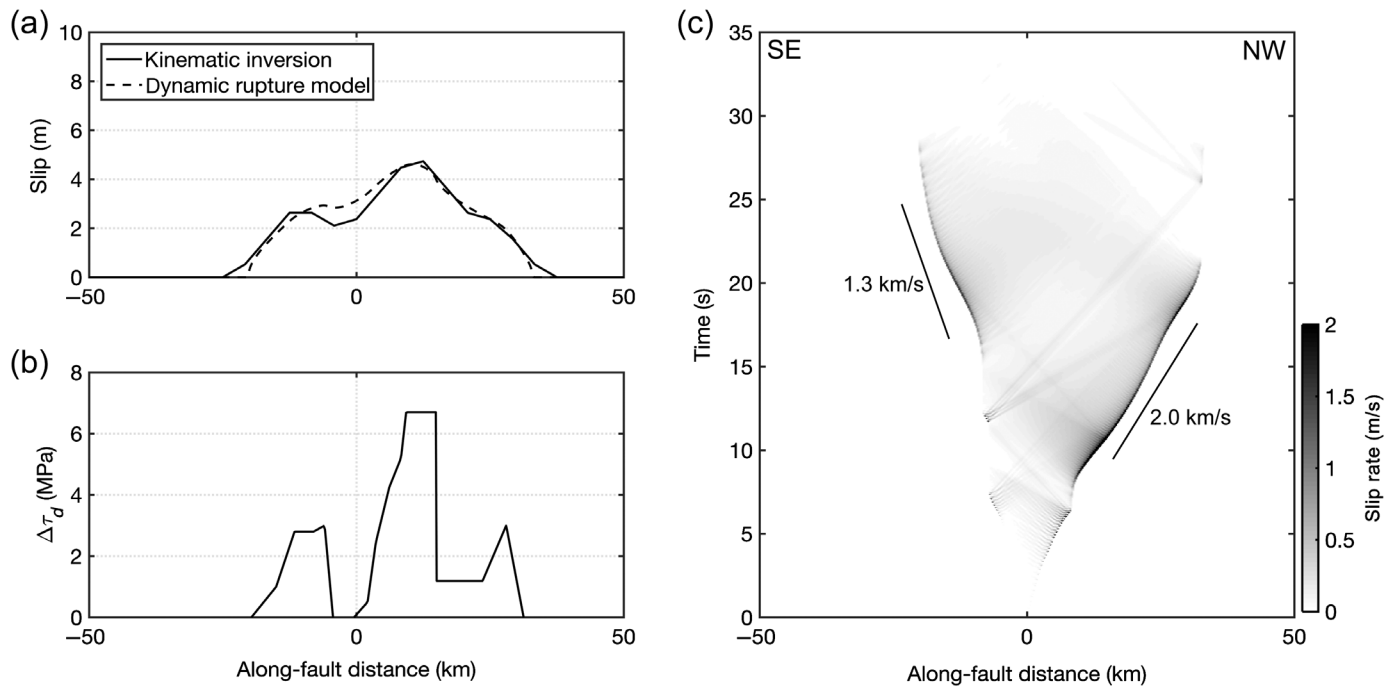 (a)
10
8
6
4
2
0
Slip (m)
Kinematic inversion
Dynamic rupture model
−50
0
50
(b)
8
6
4
2
0
Δτd (MPa)
−50
0
50
Along-fault distance (km)
(c)
SE
NW
35
30
25
20
15
10
5
0
Time (s)
1.3 km/s
2.0 km/s
−50
0
50
Along-fault distance (km)
2
1.5
1
0.5
0
Slip rate (m/s)